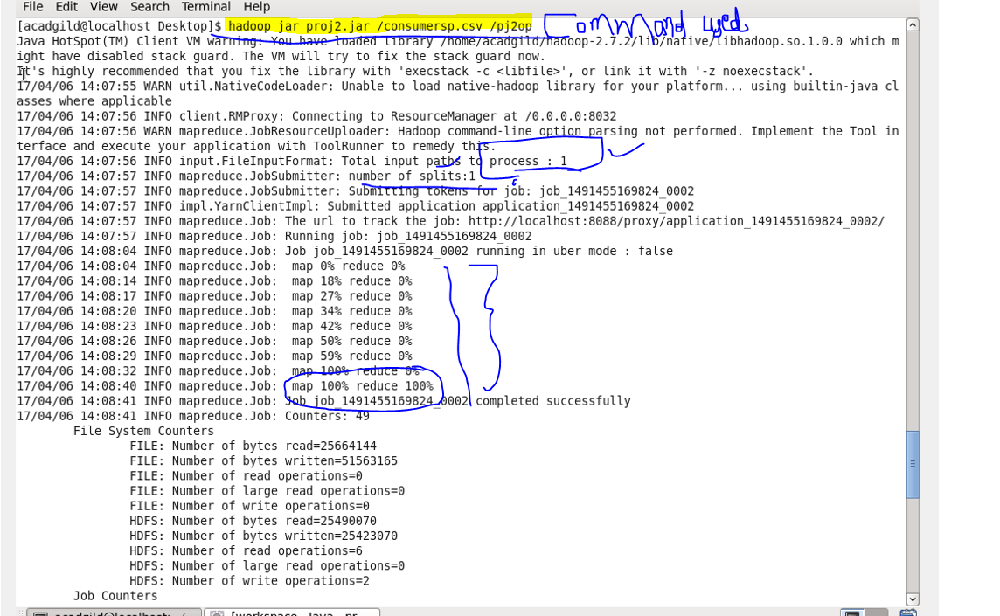 File Edit View Search Terminal Help
[acadgild@localhost Desktop]$ hadoop jar proj2.jar /consumersp.csv /pj2op Command used
Java HotSpot(TM) Client VM warning: You have loaded library /home/acadgild/hadoop-2.7.2/lib/native/libhadoop.so.1.0.0 which m
ight have disabled stack guard. The VM will try to fix the stack guard now.
It's highly recommended that you fix the library with 'execstack -c <libfile>', or link it with '-z noexecstack'.
17/04/06 14:07:55 WARN util.NativeCodeLoader: Unable to load native-hadoop library for your platform... using builtin-java cl
asses where applicable
17/04/06 14:07:56 INFO client.RMProxy: Connecting to ResourceManager at /0.0.0.0:8032
17/04/06 14:07:56 WARN mapreduce.JobResourceUploader: Hadoop command-line option parsing not performed. Implement the Tool in
terface and execute your application with ToolRunner to remedy this.
17/04/06 14:07:56 INFO input.FileInputFormat: Total input paths to process : 1
17/04/06 14:07:57 INFO mapreduce.JobSubmitter: number of splits:1
17/04/06 14:07:57 INFO mapreduce.JobSubmitter: Submitting tokens for job: job_1491455169824_0002
17/04/06 14:07:57 INFO impl.YarnClientImpl: Submitted application application_1491455169824_0002
17/04/06 14:07:57 INFO mapreduce.Job: The url to track the job: http://localhost:8088/proxy/application_1491455169824_0002/
17/04/06 14:07:57 INFO mapreduce.Job: Running job: job_1491455169824_0002
17/04/06 14:08:04 INFO mapreduce.Job: Job job_1491455169824_0002 running in uber mode : false
17/04/06 14:08:04 INFO mapreduce.Job: map 0% reduce 0%
17/04/06 14:08:14 INFO mapreduce.Job: map 18% reduce 0%
17/04/06 14:08:17 INFO mapreduce.Job: map 27% reduce 0%
17/04/06 14:08:20 INFO mapreduce.Job: map 34% reduce 0%
17/04/06 14:08:23 INFO mapreduce.Job: map 42% reduce 0%
17/04/06 14:08:26 INFO mapreduce.Job: map 50% reduce 0%
17/04/06 14:08:29 INFO mapreduce.Job: map 59% reduce 0%
17/04/06 14:08:32 INFO mapreduce.Job: map 100% reduce 0%
17/04/06 14:08:40 INFO mapreduce.Job: map 100% reduce 100%
17/04/06 14:08:41 INFO mapreduce.Job: Job job_1491455169824_0002 completed successfully
17/04/06 14:08:41 INFO mapreduce.Job: Counters: 49
File System Counters
FILE: Number of bytes read=25664144
FILE: Number of bytes written=51563165
FILE: Number of read operations=0
FILE: Number of large read operations=0
FILE: Number of write operations=0
HDFS: Number of bytes read=25490070
HDFS: Number of bytes written=25423070
HDFS: Number of read operations=6
HDFS: Number of large read operations=0
HDFS: Number of write operations=2
Job Counters